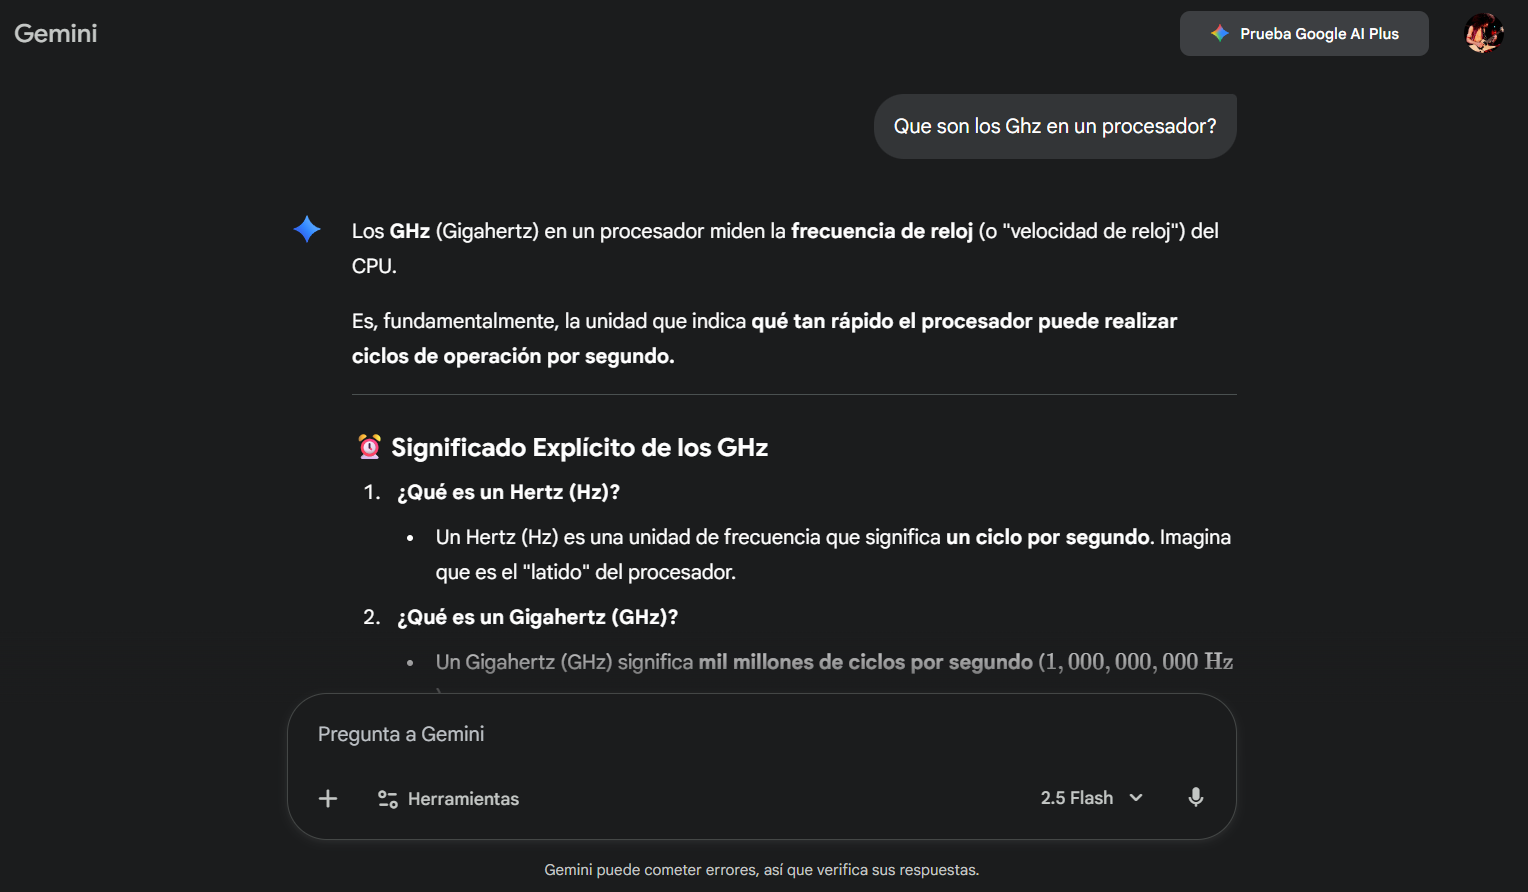 Gemini
Prueba Google AI Plus
Que son los Ghz en un procesador?
Los GHz (Gigahertz) en un procesador miden la frecuencia de reloj (o "velocidad de reloj") del
CPU.
Es, fundamentalmente, la unidad que indica qué tan rápido el procesador puede realizar
ciclos de operación por segundo.
⏰ Significado Explícito de los GHz
1. ¿Qué es un Hertz (Hz)?
• Un Hertz (Hz) es una unidad de frecuencia que significa un ciclo por segundo. Imagina
que es el "latido" del procesador.
2. ¿Qué es un Gigahertz (GHz)?
• Un Gigahertz (GHz) significa mil millones de ciclos por segundo (1, 000, 000, 000 Hz
Pregunta a Gemini
Herramientas
2.5 Flash
Gemini puede cometer errores, así que verifica sus respuestas.